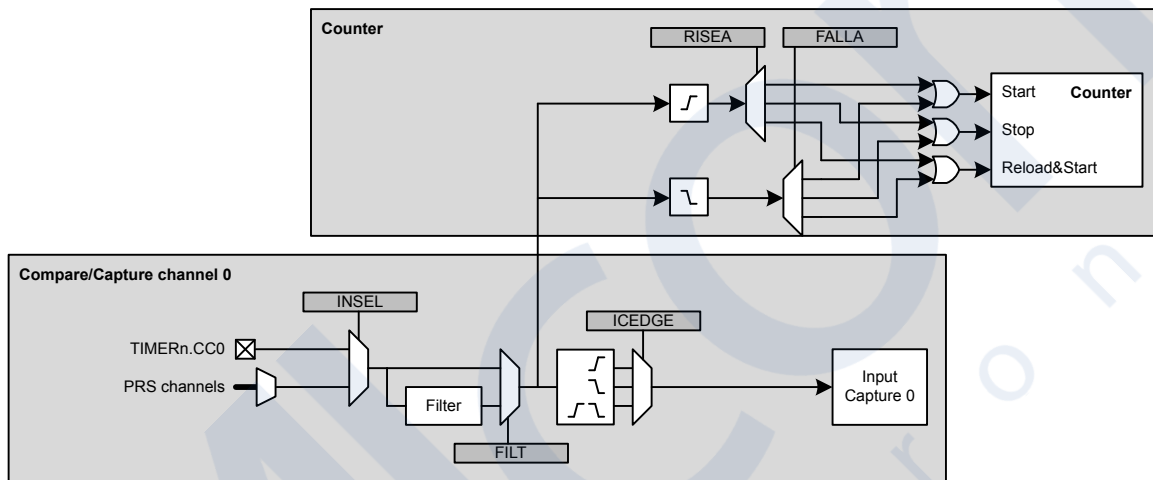 Counter
RISEA
FALLA
Start
Counter
Stop
Reload&Start
Compare/Capture channel 0
INSEL
ICEDGE
TIMERn.CC0
PRS channels
Filter
Input
Capture 0
FILT